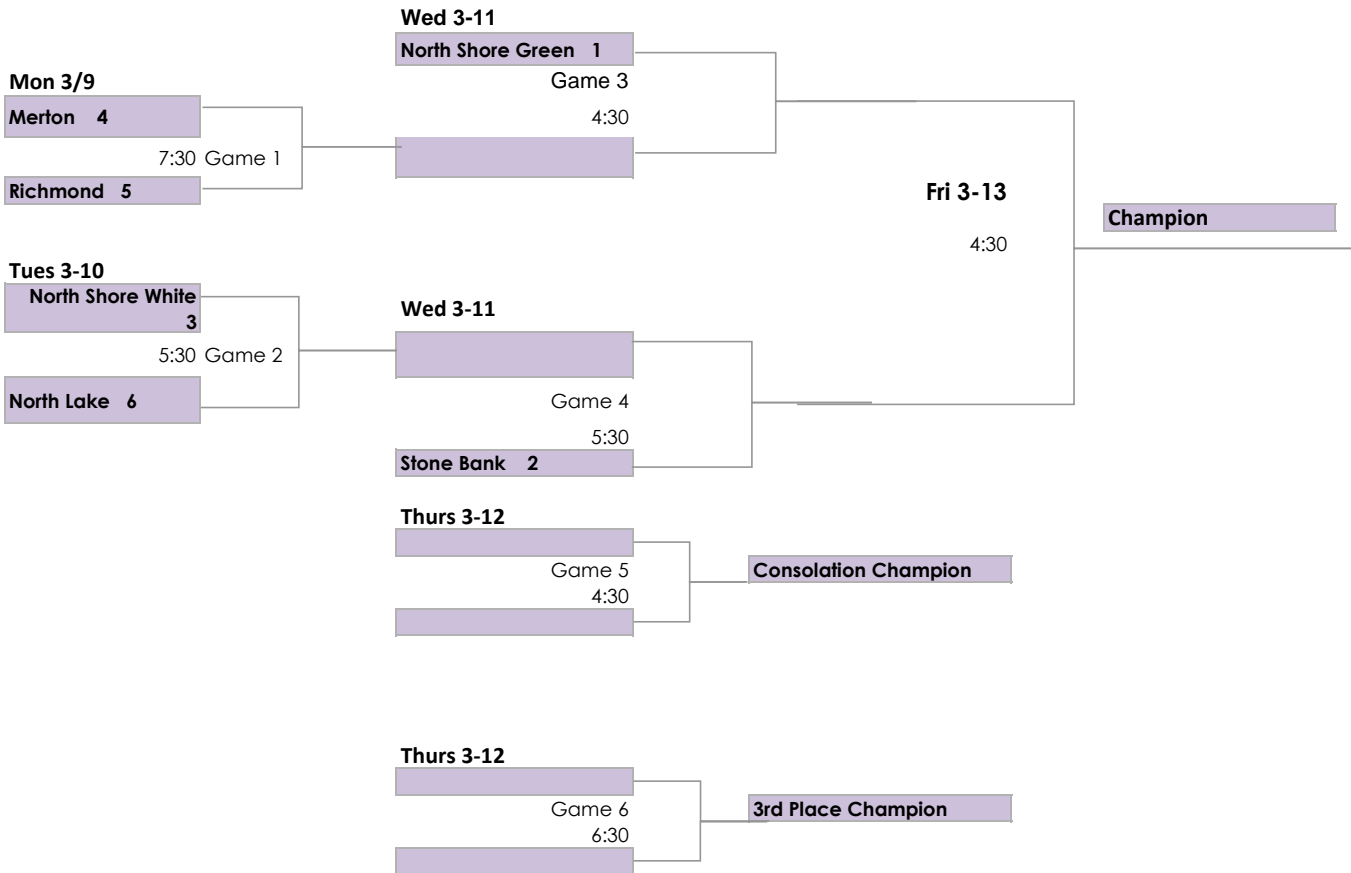 Wed 3-11
North Shore Green 1
Game 3
4:30
Mon 3/9
Merton 4
7:30 Game 1
Richmond 5
Fri 3-13
4:30
Champion
Tues 3-10
North Shore White
3
5:30 Game 2
North Lake 6
Wed 3-11
Game 4
5:30
Stone Bank 2
Thurs 3-12
Game 5
4:30
Consolation Champion
Thurs 3-12
Game 6
6:30
3rd Place Champion